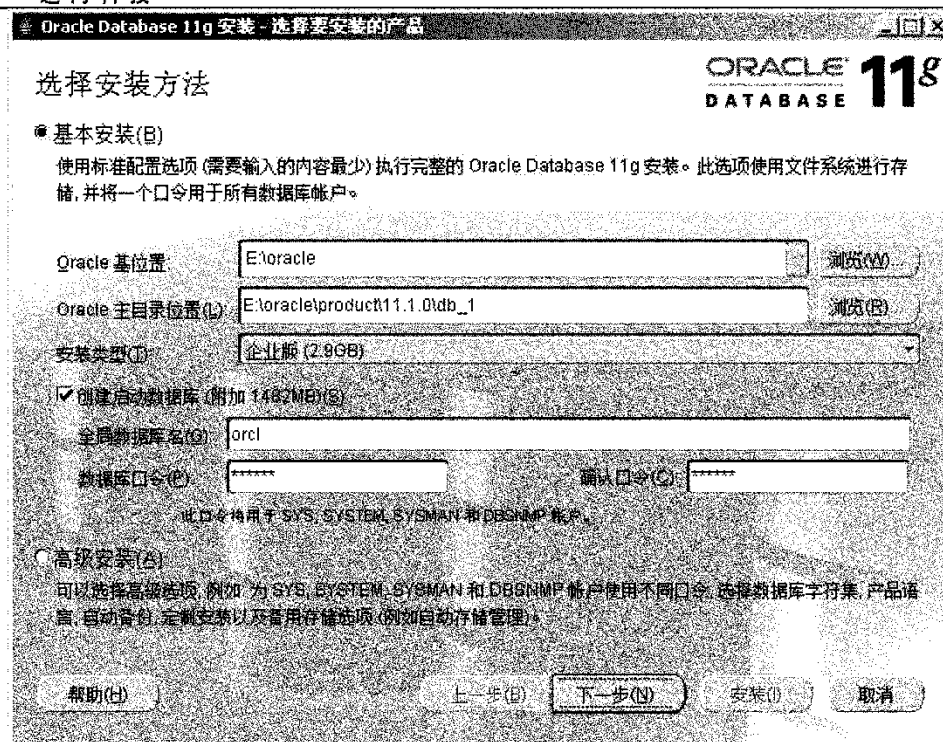 Oracle Database 11g 安装 - 选择要安装的产品
选择安装方法
ORACLE 11g
DATABASE
基本安装(B)
使用标准配置选项 (需要输入的内容最少) 执行完整的 Oracle Database 11g 安装。此选项使用文件系统进行存
储, 并将一个口令用于所有数据库帐户。
Oracle 基位置: E:\oracle 浏览(W)...
Oracle 主目录位置(L): E:\oracle\product\11.1.0\db_1 浏览(R)
安装类型(T): 企业版 (2.9GB)
创建启动数据库 (附加 1482MB)(S)
全局数据库名(G): orcl
数据库口令(P): ****** 确认口令(C): ******
此口令将用于 SYS, SYSTEM, SYSMAN 和 DBSNMP 帐户。
高级安装(A)
可以选择高级选项, 例如: 为 SYS, SYSTEM, SYSMAN 和 DBSNMP 帐户使用不同口令, 选择数据库字符集, 产品语
言, 自动备份, 定制安装以及备用存储选项 (例如自动存储管理)。
帮助(H) 上一步(B) 下一步(N) 安装(I) 取消